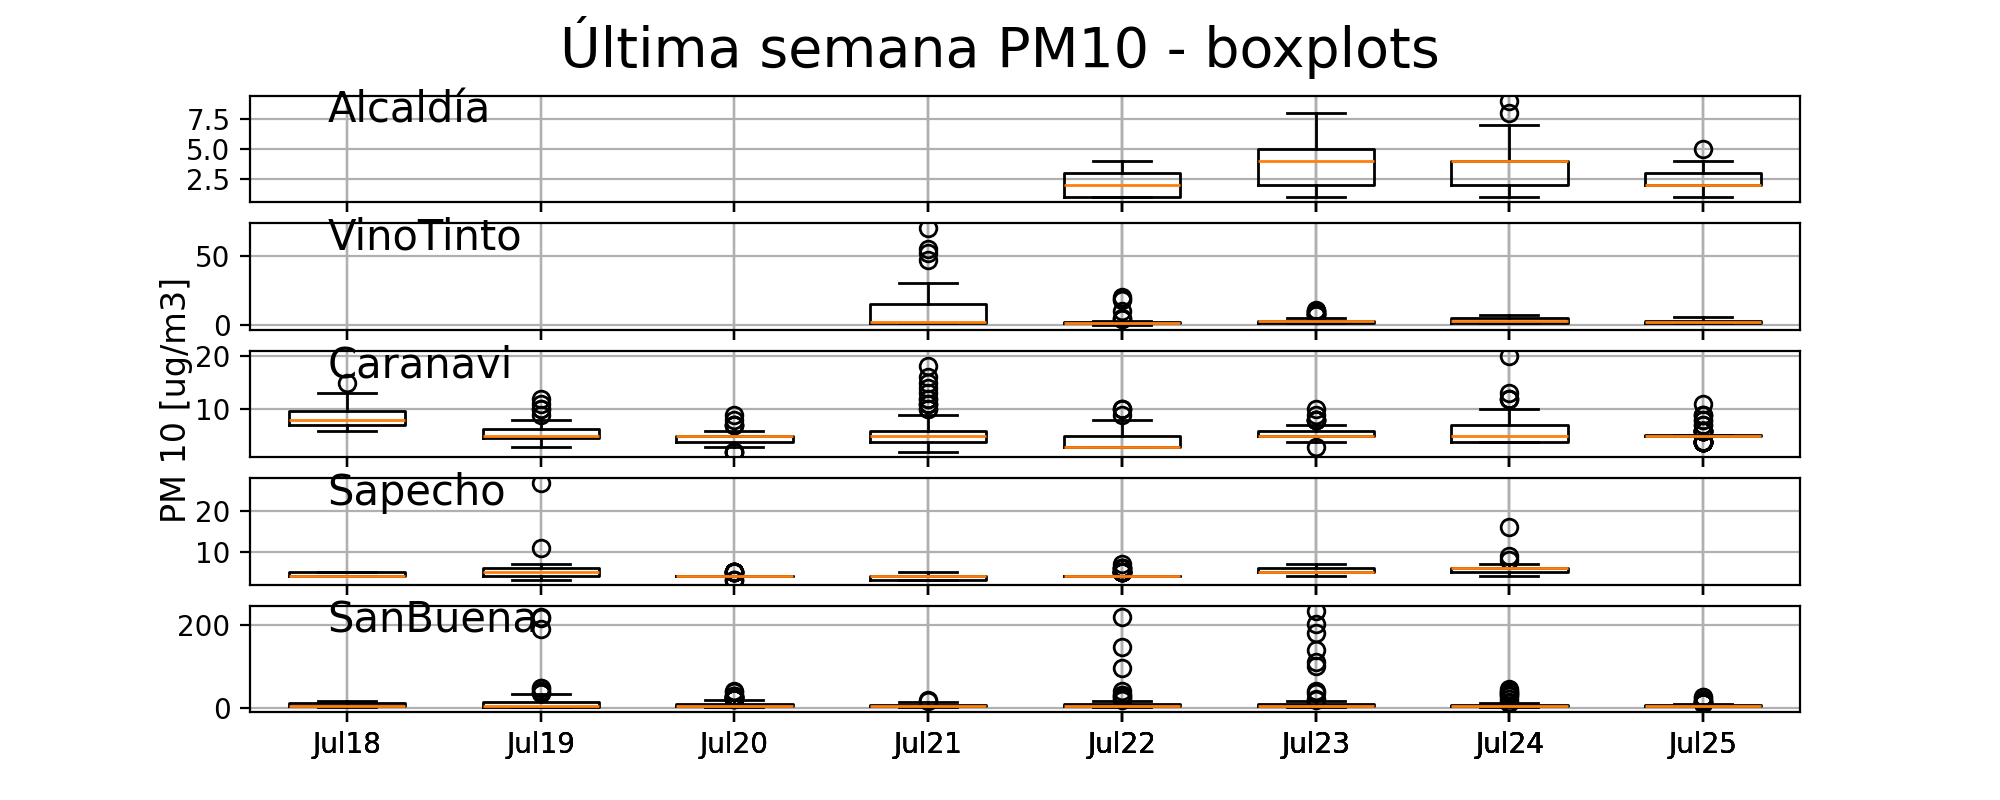 Última semana PM10 - boxplots
PM 10 [ug/m3]
Alcaldía
7.5
5.0
2.5
VinoTinto
50
0
Caranavi
20
10
Sapecho
20
10
SanBuena
200
0
Jul18 Jul19 Jul20 Jul21 Jul22 Jul23 Jul24 Jul25